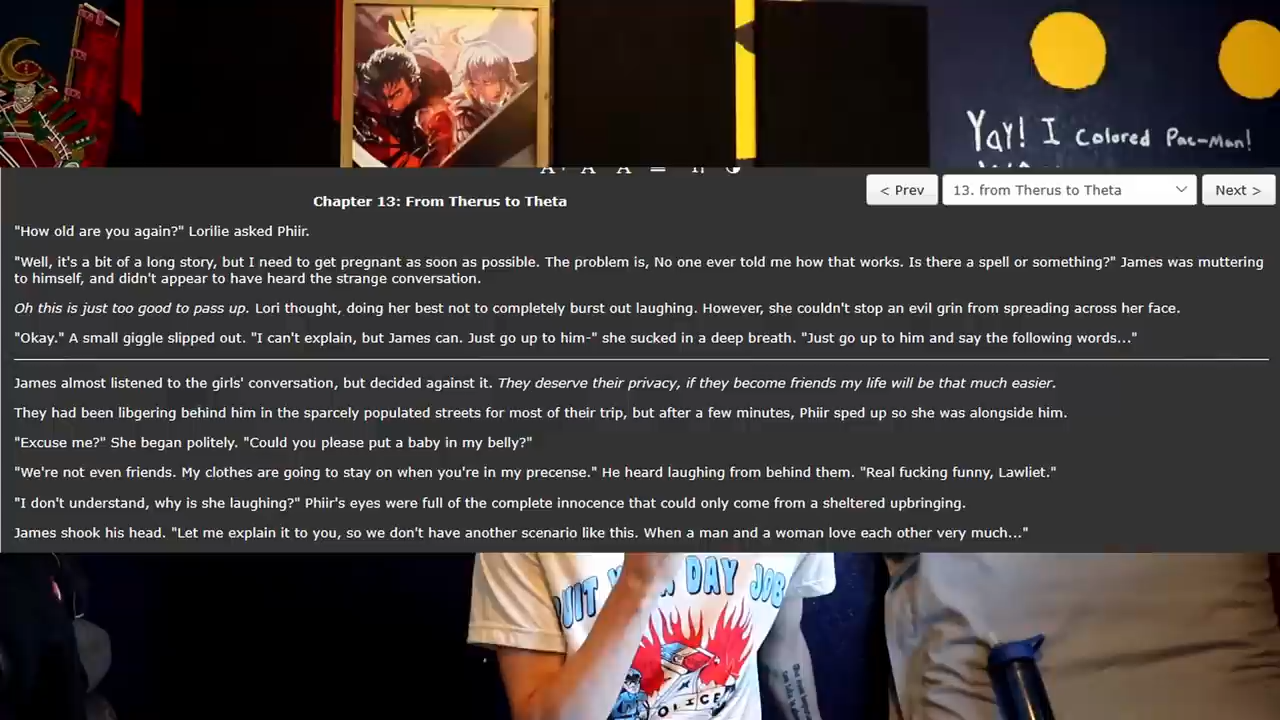 Yay! I Colored Pac-Man!
< Prev
13. from Therus to Theta
Next >
Chapter 13: From Therus to Theta
"How old are you again?" Lorilie asked Phiir.
"Well, it's a bit of a long story, but I need to get pregnant as soon as possible. The problem is, No one ever told me how that works. Is there a spell or something?" James was muttering
to himself, and didn't appear to have heard the strange conversation.
Oh this is just too good to pass up. Lori thought, doing her best not to completely burst out laughing. However, she couldn't stop an evil grin from spreading across her face.
"Okay." A small giggle slipped out. "I can't explain, but James can. Just go up to him-" she sucked in a deep breath. "Just go up to him and say the following words..."
James almost listened to the girls' conversation, but decided against it. They deserve their privacy, if they become friends my life will be that much easier.
They had been libgering behind him in the sparcely populated streets for most of their trip, but after a few minutes, Phiir sped up so she was alongside him.
"Excuse me?" She began politely. "Could you please put a baby in my belly?"
"We're not even friends. My clothes are going to stay on when you're in my precense." He heard laughing from behind them. "Real fucking funny, Lawliet."
"I don't understand, why is she laughing?" Phiir's eyes were full of the complete innocence that could only come from a sheltered upbringing.
James shook his head. "Let me explain it to you, so we don't have another scenario like this. When a man and a woman love each other very much..."
DAY JOB